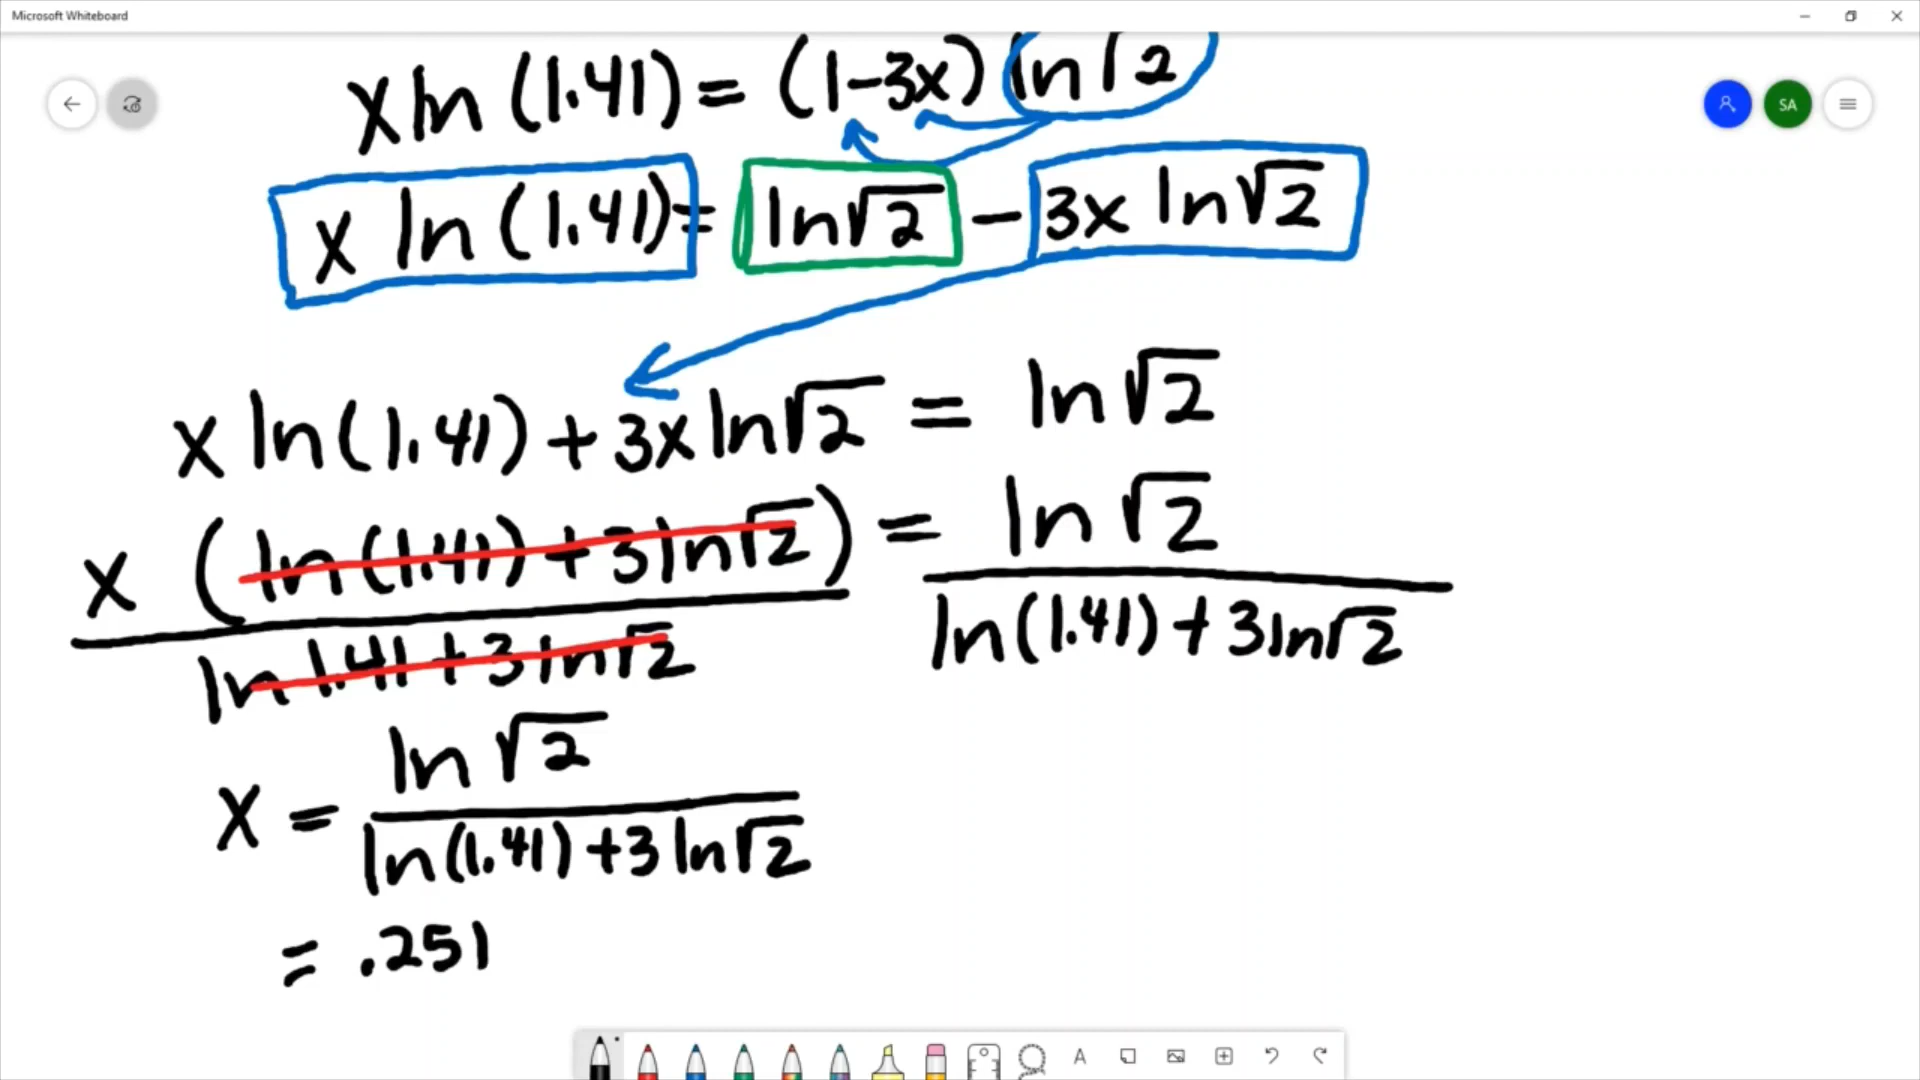 Microsoft Whiteboard
x ln (1.41) = (1-3x) ln √2
SA
x ln (1.41) = ln√2 - 3x ln√2
x ln(1.41) + 3x ln√2 = ln √2
x (ln(1.41) + 3 ln√2) = ln √2
ln 1.41 + 3 ln√2
ln(1.41) + 3 ln√2
ln √2
x =
ln(1.41) + 3 ln√2
= .251
A